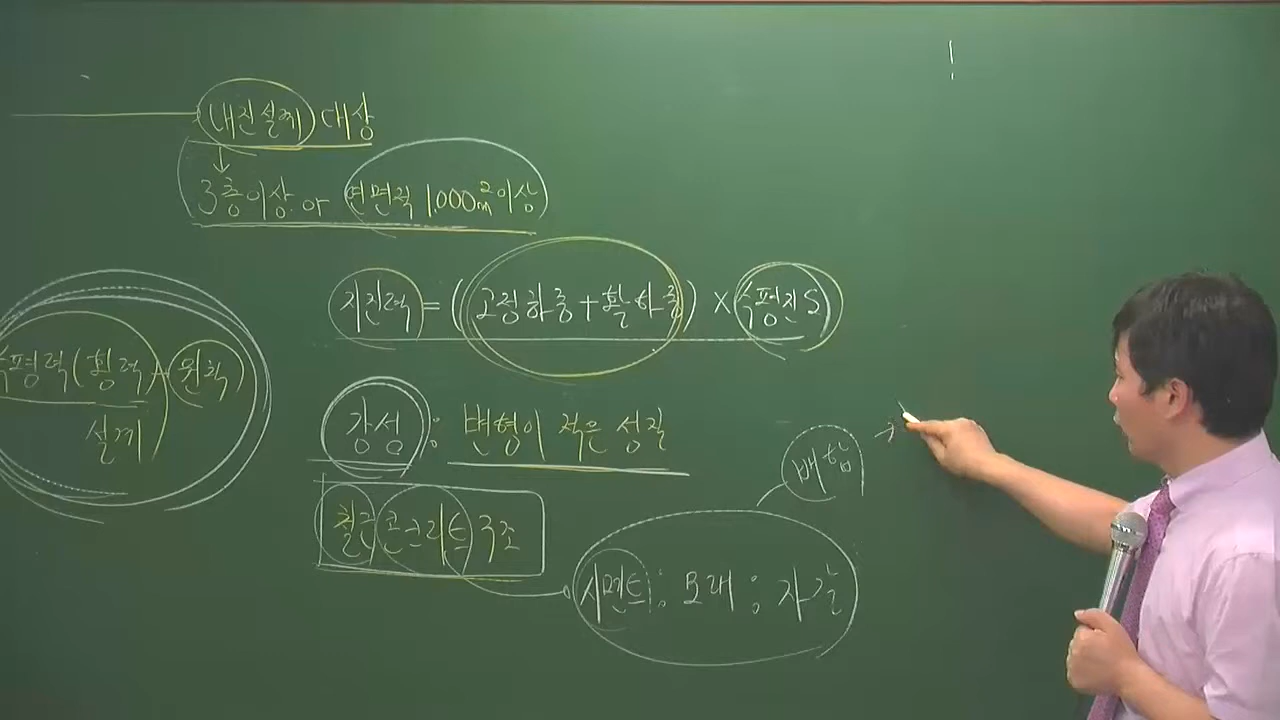 내진설계 대상
↓
3층이상. or 연면적 1,000㎡이상
지진력 = (고정하중+활하중) × 수평진S
수평력(횡력)
원칙
설계
강성 : 변형이 적은 성질
배합 →
철근콘크리트구조
시멘트 : 모래 : 자갈